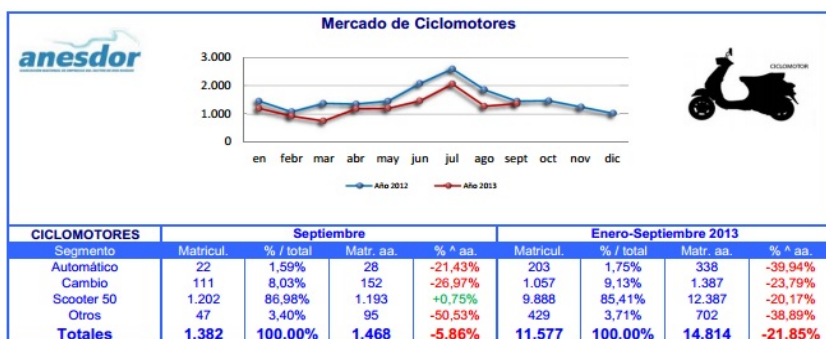 Mercado de Ciclomotores
anesdor
CICLOMOTOR
3.000
2.000
1.000
0
en febr mar abr may jun jul ago sept oct nov dic
Año 2012 Año 2013
CICLOMOTORES Septiembre Enero-Septiembre 2013
Segmento Matricul. % / total Matr. aa. % ^ aa. Matricul. % / total Matr. aa. % ^ aa.
Automático 22 1,59% 28 -21,43% 203 1,75% 338 -39,94%
Cambio 111 8,03% 152 -26,97% 1.057 9,13% 1.387 -23,79%
Scooter 50 1.202 86,98% 1.193 +0,75% 9.888 85,41% 12.387 -20,17%
Otros 47 3,40% 95 -50,53% 429 3,71% 702 -38,89%
Totales 1.382 100,00% 1.468 -5,86% 11.577 100,00% 14.814 -21,85%